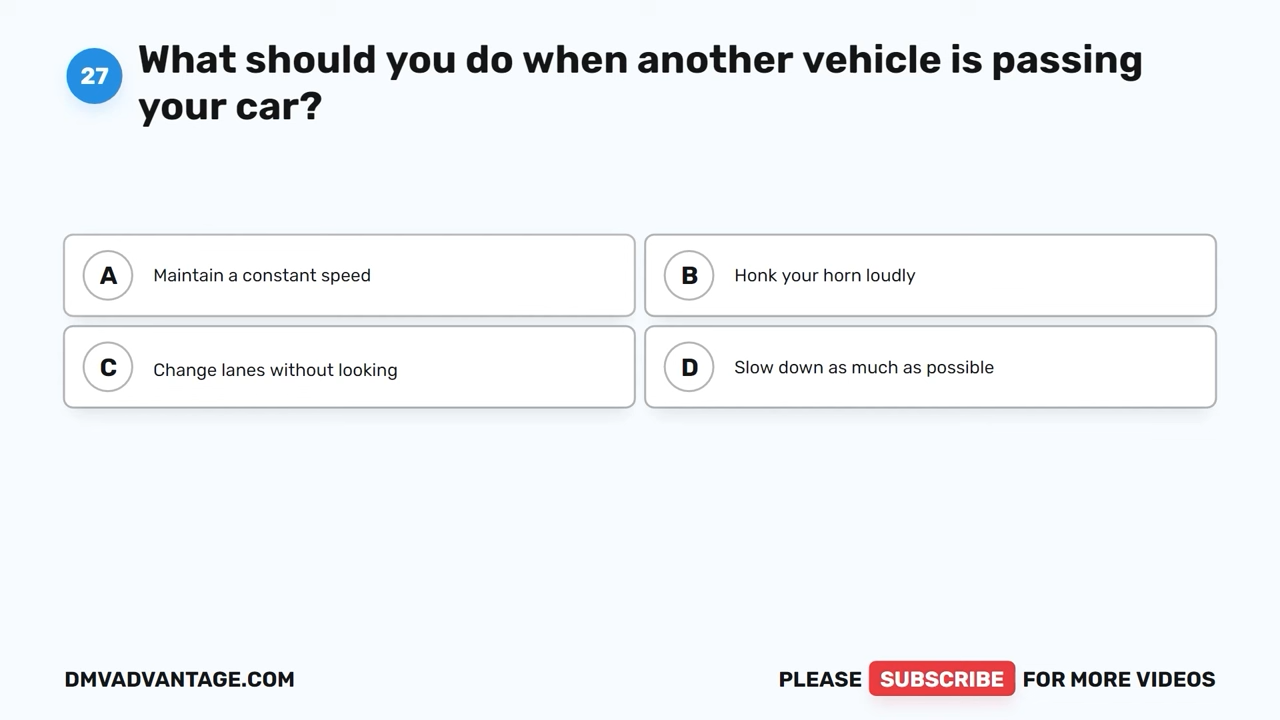 27
What should you do when another vehicle is passing
your car?
A Maintain a constant speed
B Honk your horn loudly
C Change lanes without looking
D Slow down as much as possible
DMVADVANTAGE.COM
PLEASE SUBSCRIBE FOR MORE VIDEOS